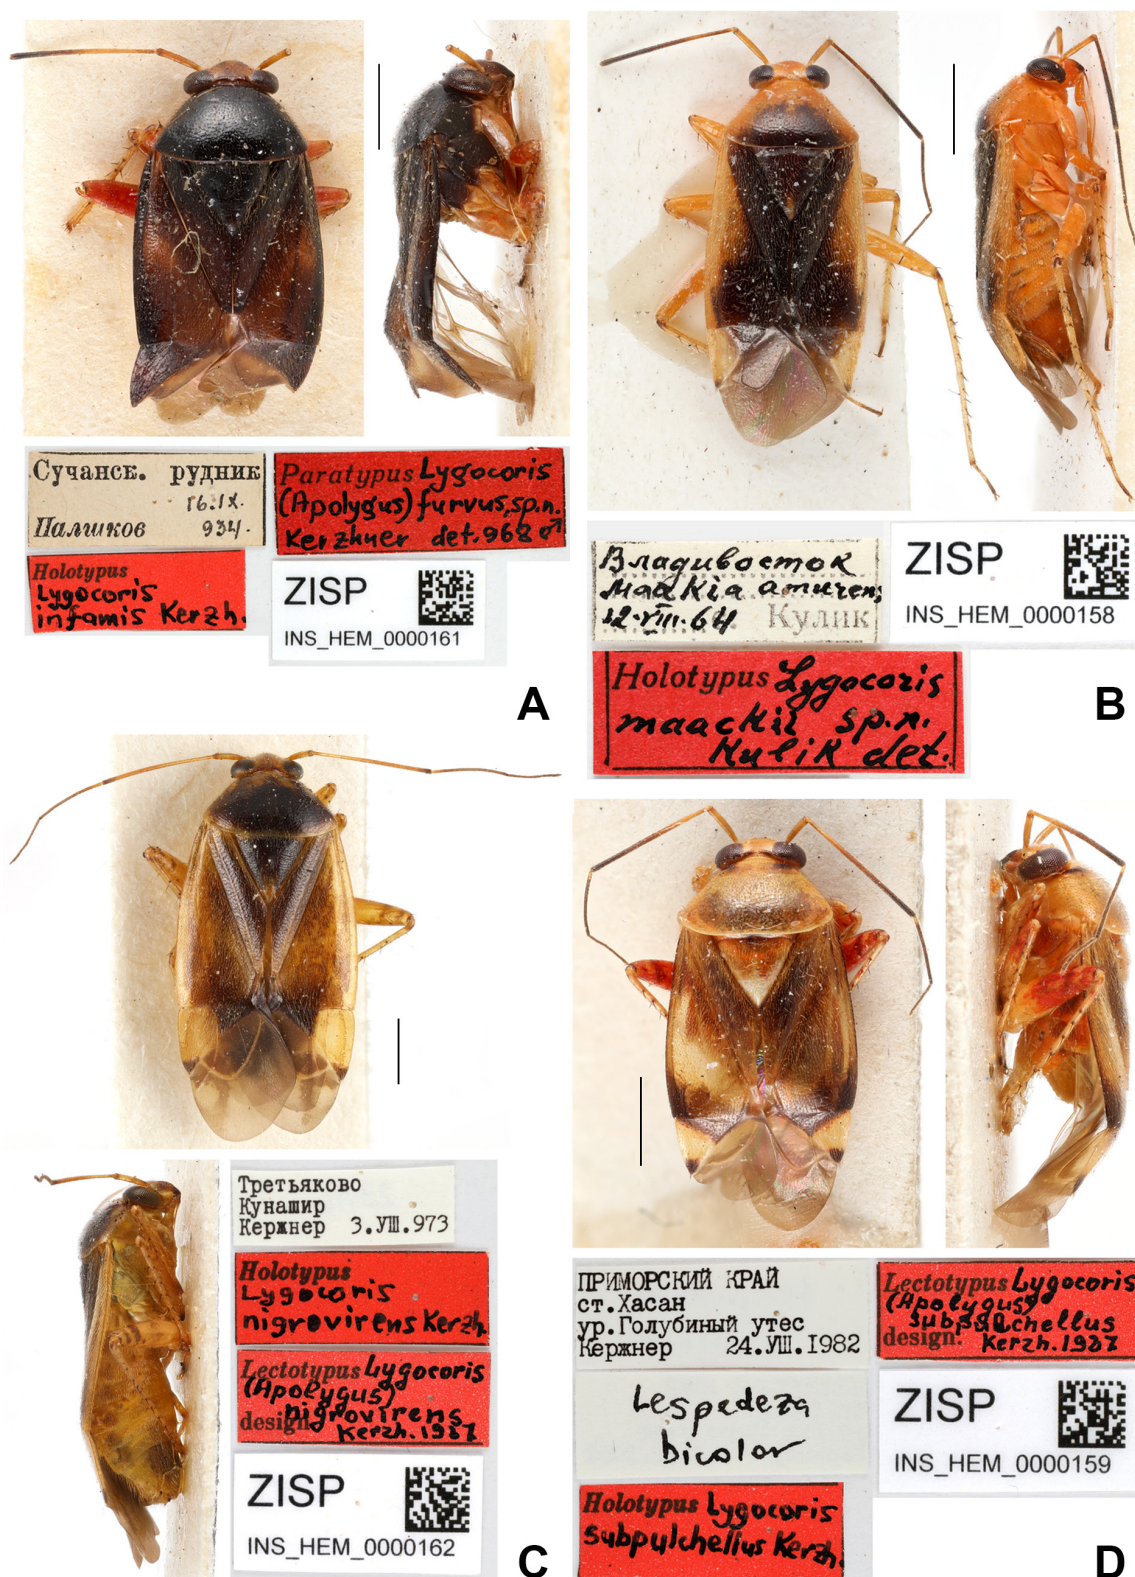 Сучанск. рудник
16.IX.
Палшков 934.
Paratypus Lygocoris
(Apolygus) furvus, sp.n.
Kerzhner det. 968 ♂
Holotypus
Lygocoris
infamis Kerzh.
ZISP
INS_HEM_0000161
A
Владивосток
Maakia amuren,
12.VIII.64 Кулик
ZISP
INS_HEM_0000158
Holotypus Lygocoris
maackii sp.n.
Kulik det.
B
Третьяково
Кунашир
Кержнер 3.VIII.973
Holotypus
Lygocoris
nigrovirens Kerzh.
Lectotypus Lygocoris
(Apolygus)
design. nigrovirens
Kerzh. 1987
ZISP
INS_HEM_0000162
C
ПРИМОРСКИЙ КРАЙ
ст.Хасан
ур.Голубиный утес
Кержнер 24.VIII.1982
Lespedeza
bicolor
Holotypus Lygocoris
subpulchellus Kerzh.
Lectotypus Lygocoris
(Apolygus)
subpulchellus
design. Kerzh. 1987
ZISP
INS_HEM_0000159
D